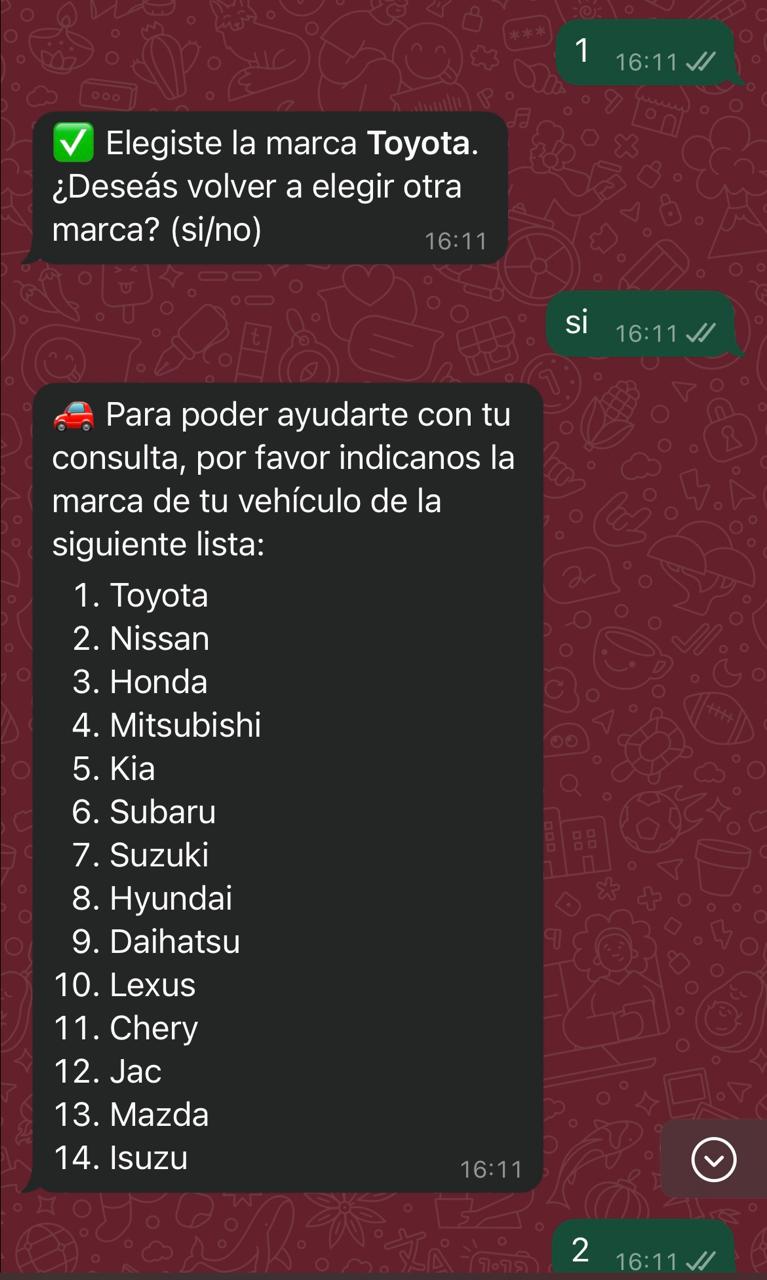 1 16:11
✅ Elegiste la marca Toyota.
¿Deseás volver a elegir otra
marca? (si/no)
16:11
si 16:11
🚗 Para poder ayudarte con tu
consulta, por favor indicanos la
marca de tu vehículo de la
siguiente lista:
1. Toyota
2. Nissan
3. Honda
4. Mitsubishi
5. Kia
6. Subaru
7. Suzuki
8. Hyundai
9. Daihatsu
10. Lexus
11. Chery
12. Jac
13. Mazda
14. Isuzu
16:11
2 16:11